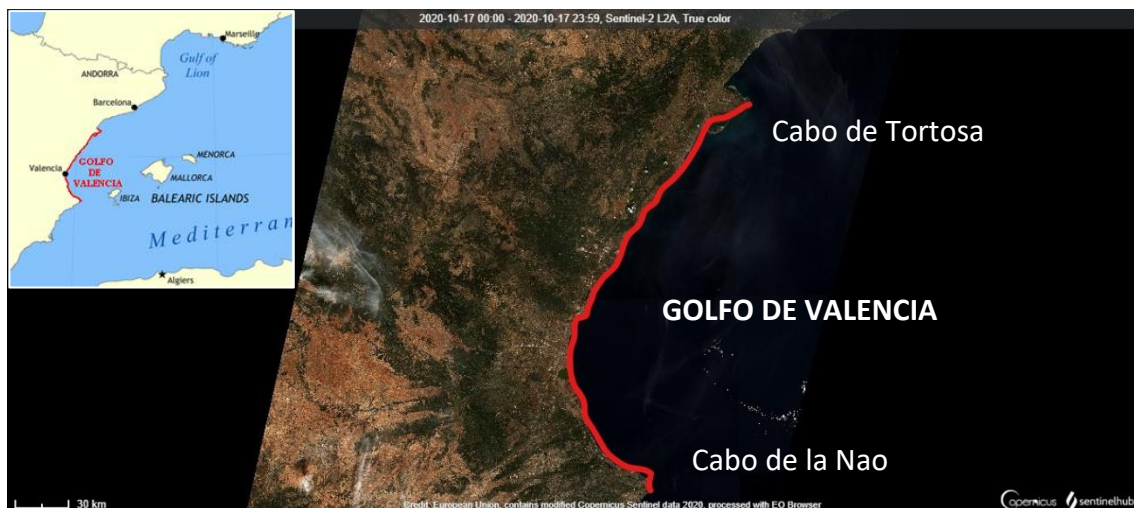 2020-10-17 00:00 - 2020-10-17 23:59, Sentinel-2 L2A, True color
Marseille
Gulf of
Lion
ANDORRA
Barcelona
Valencia
GOLFO
DE
VALENCIA
MENORCA
MALLORCA
IBIZA
BALEARIC ISLANDS
Mediterran
Algiers
Cabo de Tortosa
GOLFO DE VALENCIA
Cabo de la Nao
30 km
Credit: European Union, contains modified Copernicus Sentinel data 2020, processed with EO Browser
Copernicus
sentinelhub